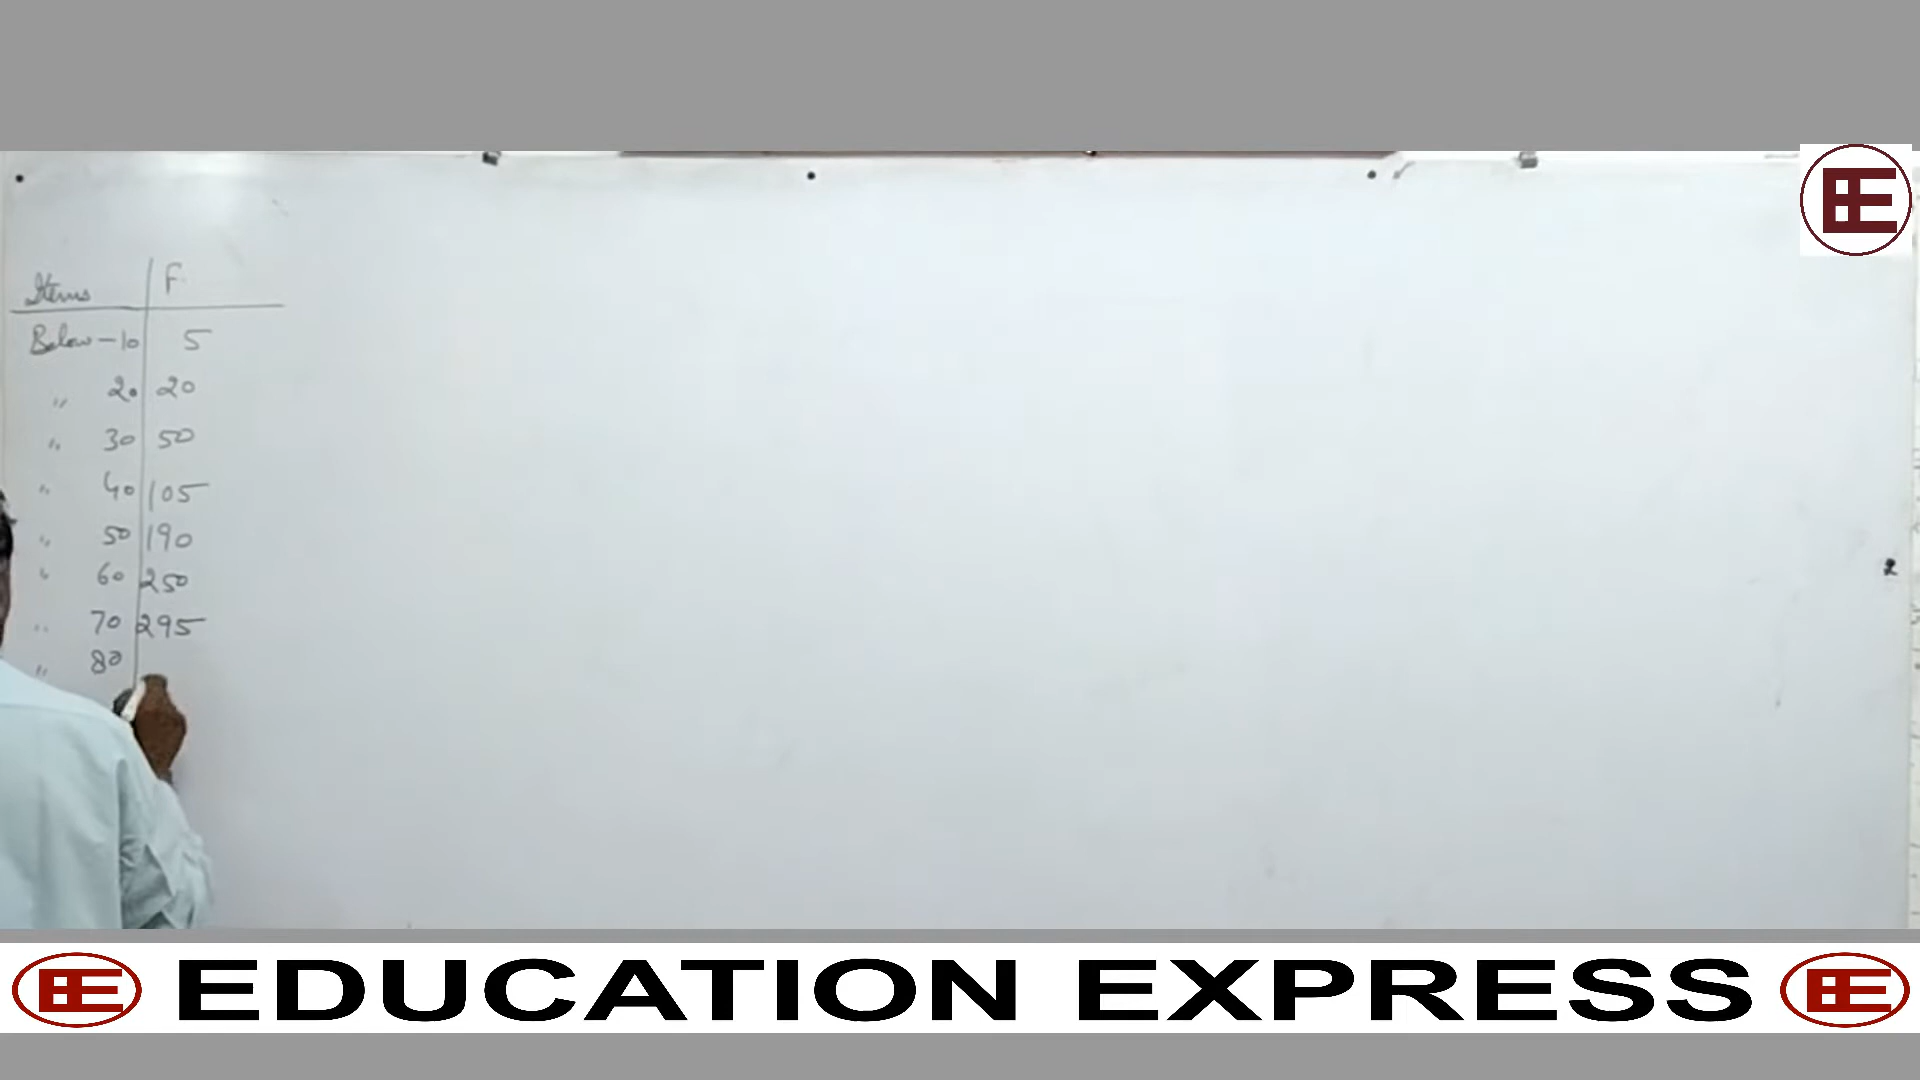 Items F
Below - 10 5
" 20 20
" 30 50
" 40 105
" 50 190
" 60 250
" 70 295
" 80
2
EDUCATION EXPRESS